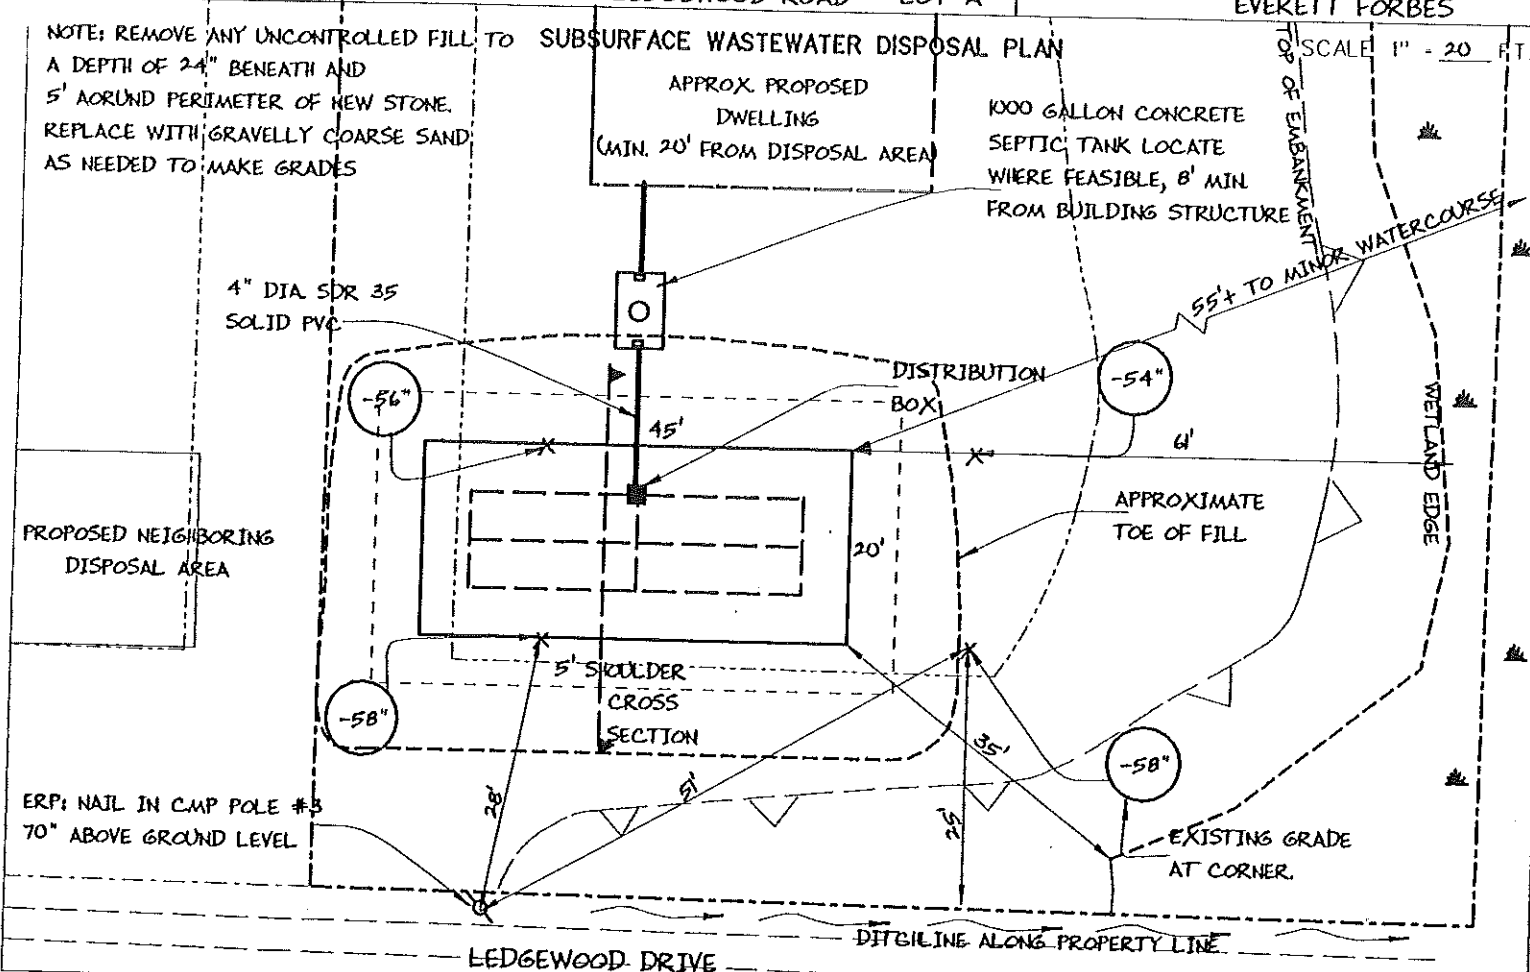 ROAD LOT A
EVERETT FORBES
NOTE: REMOVE ANY UNCONTROLLED FILL TO
A DEPTH OF 24" BENEATH AND
5' AORUND PERIMETER OF NEW STONE.
REPLACE WITH GRAVELLY COARSE SAND
AS NEEDED TO MAKE GRADES
SUBSURFACE WASTEWATER DISPOSAL PLAN
SCALE 1" - 20 FT
APPROX. PROPOSED
DWELLING
(MIN. 20' FROM DISPOSAL AREA)
1000 GALLON CONCRETE
SEPTIC TANK LOCATE
WHERE FEASIBLE, 8' MIN
FROM BUILDING STRUCTURE
TOP OF EMBANKMENT
55'+ TO MINOR WATERCOURSE
4" DIA. SDR 35
SOLID PVC
DISTRIBUTION
BOX
-56"
-54"
45'
61'
WETLAND EDGE
APPROXIMATE
TOE OF FILL
PROPOSED NEIGHBORING
DISPOSAL AREA
20'
5' SHOULDER
CROSS
SECTION
-58"
35'
-58"
28'
51'
25'
ERP: NAIL IN CMP POLE #3
70" ABOVE GROUND LEVEL
EXISTING GRADE
AT CORNER.
DITCHLINE ALONG PROPERTY LINE
LEDGEWOOD DRIVE